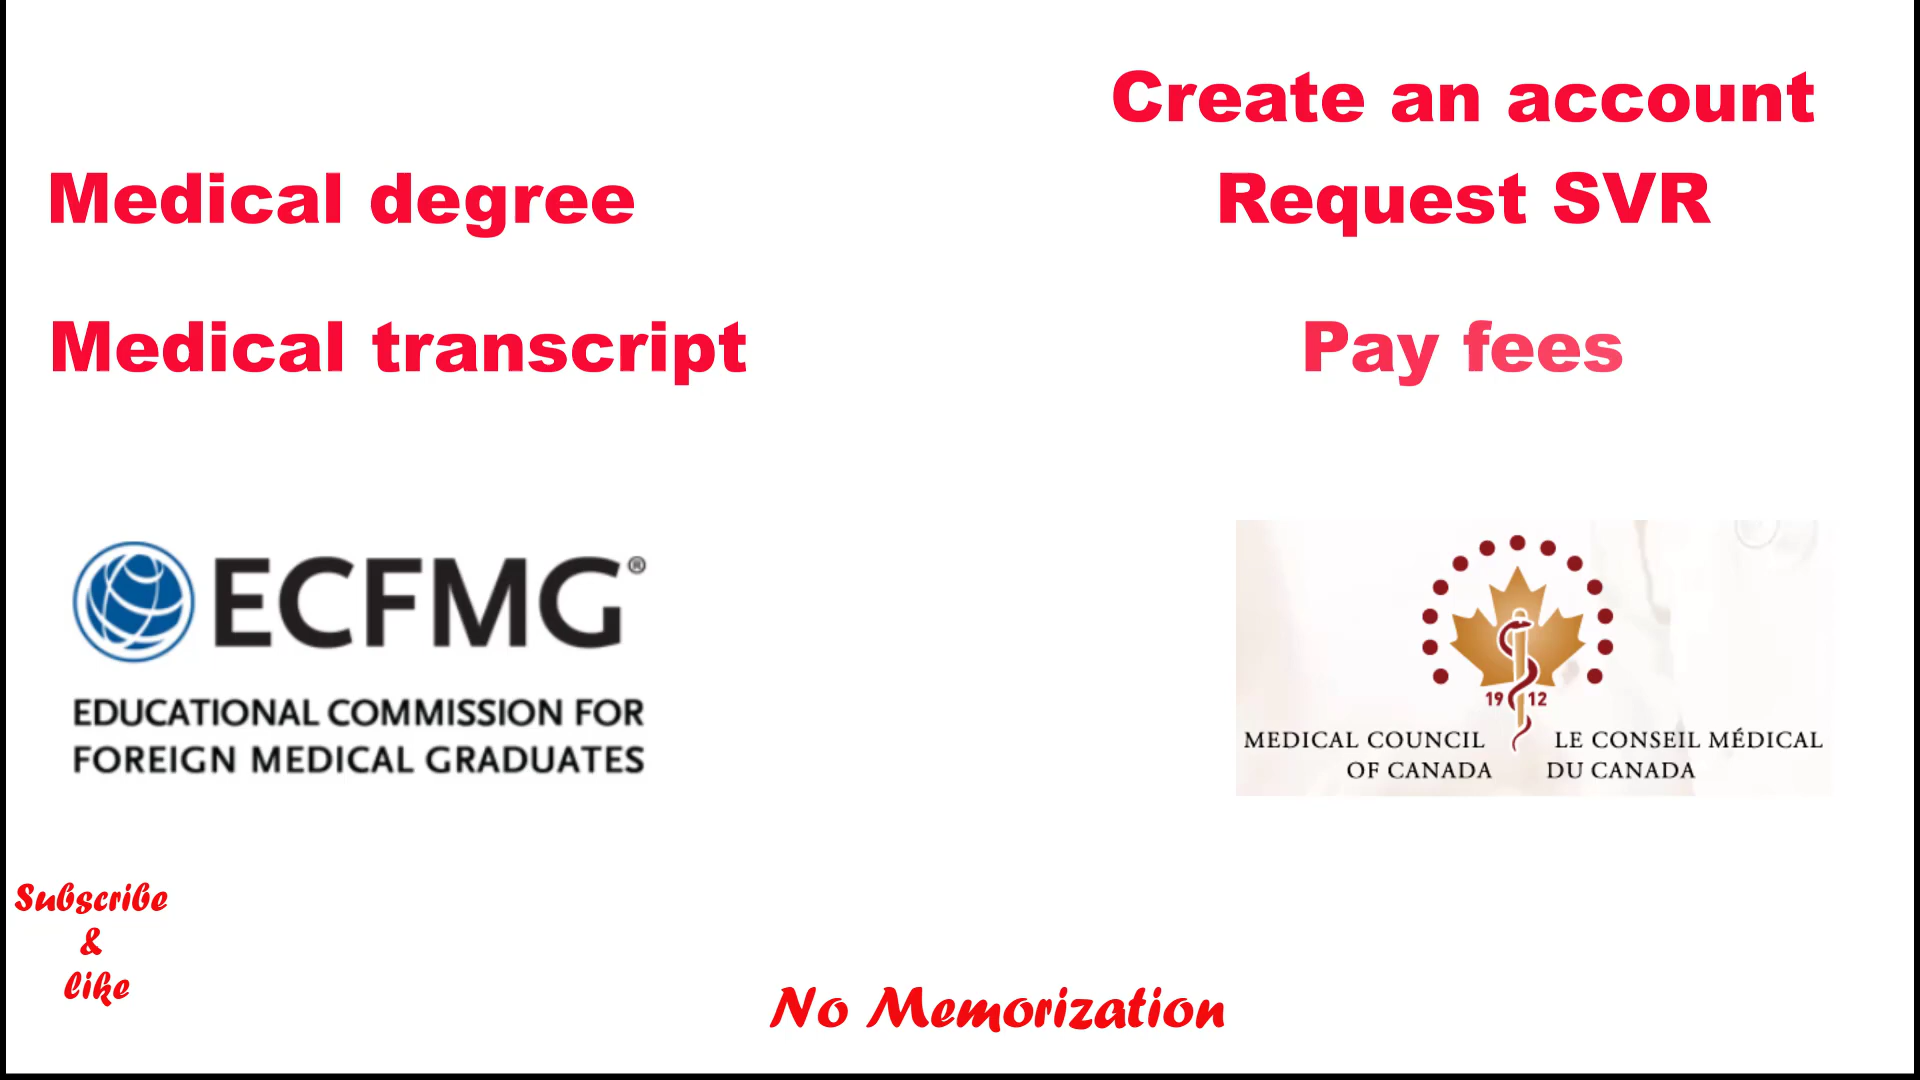 Create an account
Medical degree
Request SVR
Medical transcript
Pay fees
ECFMG®
EDUCATIONAL COMMISSION FOR
FOREIGN MEDICAL GRADUATES
19 12
MEDICAL COUNCIL
OF CANADA
LE CONSEIL MÉDICAL
DU CANADA
Subscribe
&
like
No Memorization